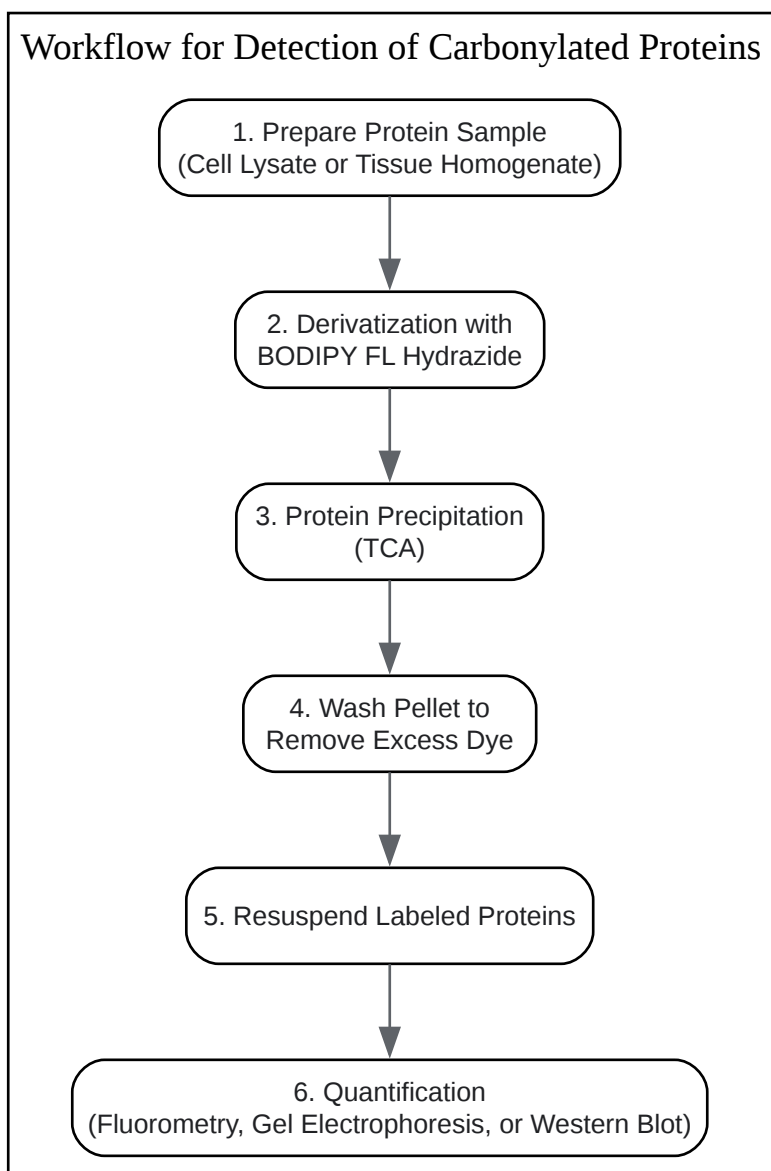 Workflow for Detection of Carbonylated Proteins
1. Prepare Protein Sample
(Cell Lysate or Tissue Homogenate)
2. Derivatization with
BODIPY FL Hydrazide
3. Protein Precipitation
(TCA)
4. Wash Pellet to
Remove Excess Dye
5. Resuspend Labeled Proteins
6. Quantification
(Fluorometry, Gel Electrophoresis, or Western Blot)